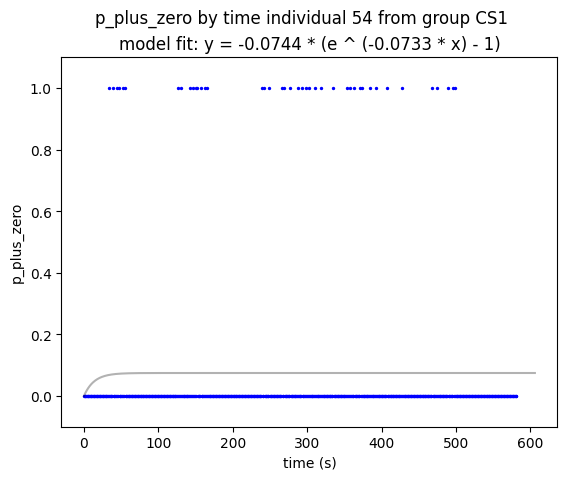 p_plus_zero by time individual 54 from group CS1
model fit: y = -0.0744 * (e ^ (-0.0733 * x) - 1)
1.0
0.8
0.6
0.4
0.2
0.0
p_plus_zero
0 100 200 300 400 500 600
time (s)